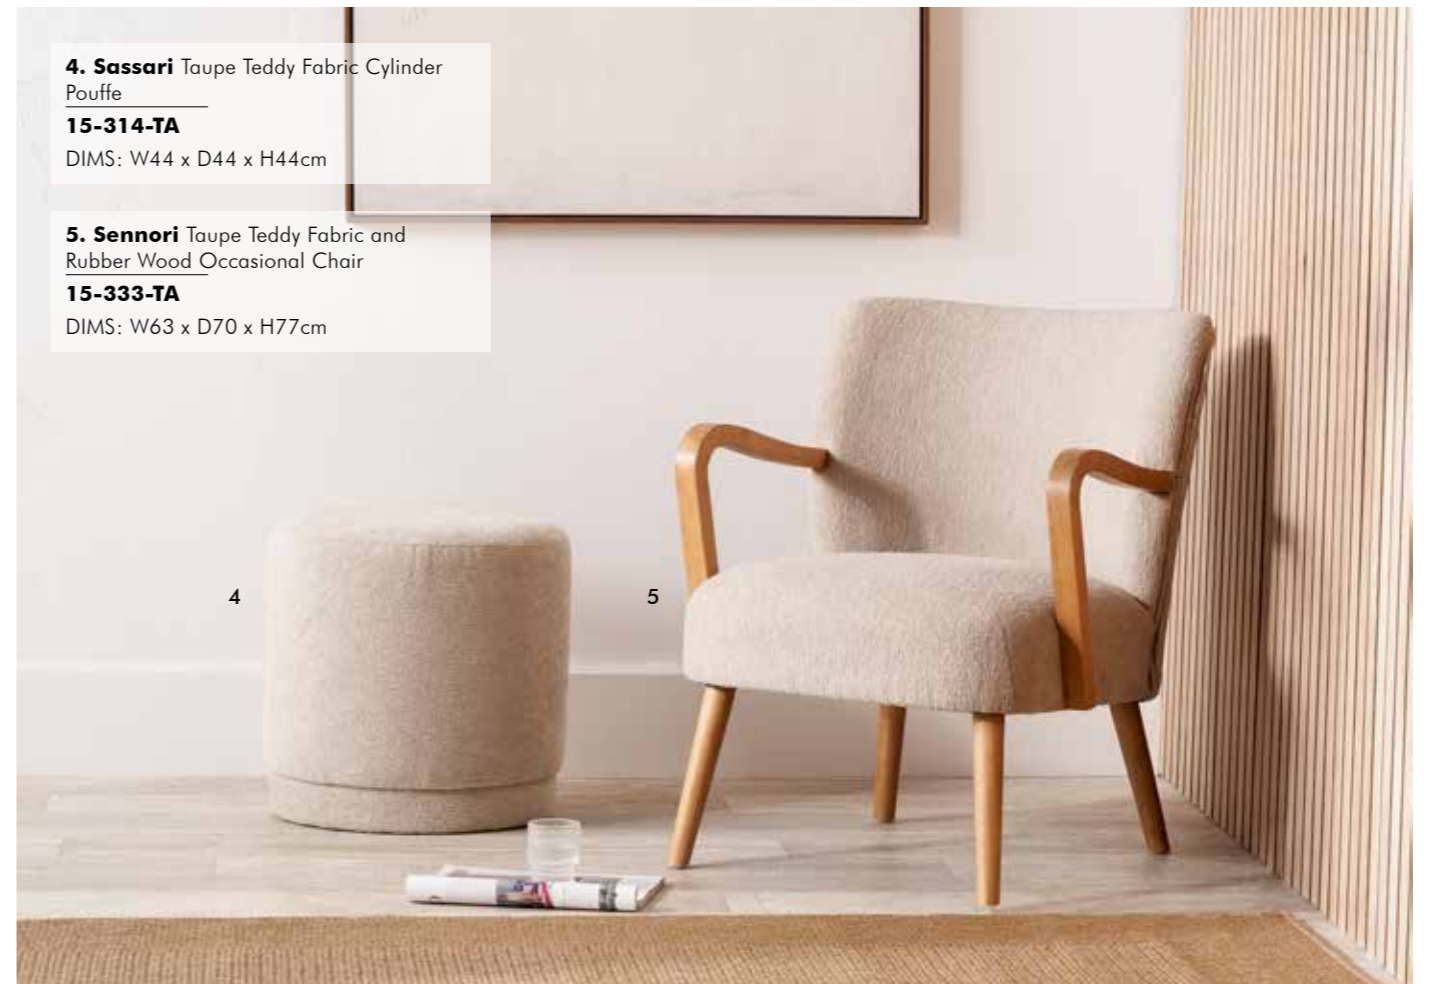 4. Sassari Taupe Teddy Fabric Cylinder
Pouffe
15-314-TA
DIMS: W44 x D44 x H44cm
5. Sennori Taupe Teddy Fabric and
Rubber Wood Occasional Chair
15-333-TA
DIMS: W63 x D70 x H77cm
4
5